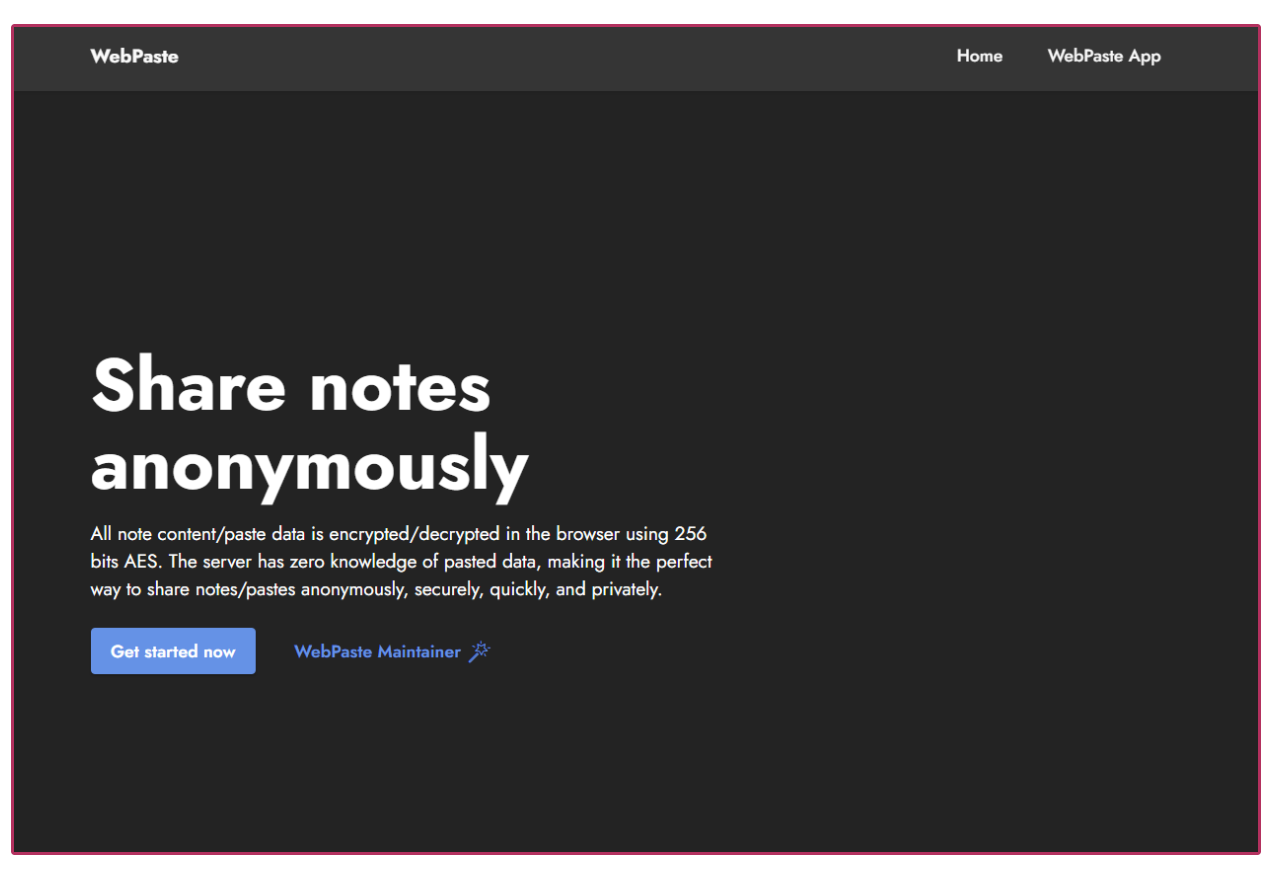 WebPaste
Home
WebPaste App
Share notes
anonymously
All note content/paste data is encrypted/decrypted in the browser using 256
bits AES. The server has zero knowledge of pasted data, making it the perfect
way to share notes/pastes anonymously, securely, quickly, and privately.
Get started now
WebPaste Maintainer